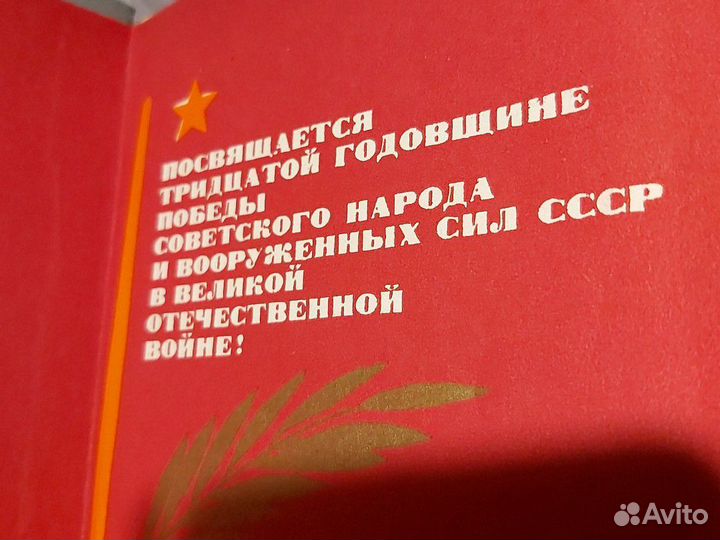 ПОСВЯЩАЕТСЯ
ТРИДЦАТОЙ ГОДОВЩИНЕ
ПОБЕДЫ
СОВЕТСКОГО НАРОДА
И ВООРУЖЕННЫХ СИЛ СССР
В ВЕЛИКОЙ
ОТЕЧЕСТВЕННОЙ
ВОЙНЕ!
Avito